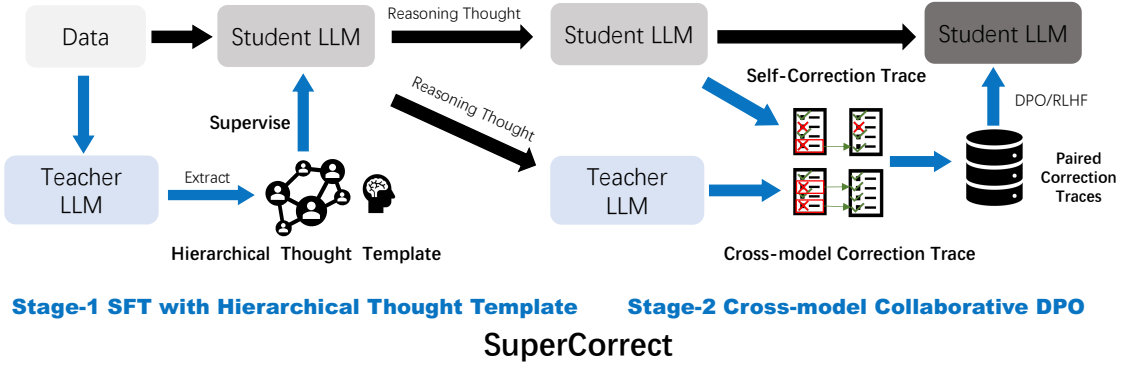 Data
Student LLM
Reasoning Thought
Student LLM
Student LLM
Reasoning Thought
Self-Correction Trace
DPO/RLHF
Supervise
Teacher
LLM
Extract
Hierarchical Thought Template
Teacher
LLM
Cross-model Correction Trace
Paired
Correction
Traces
Stage-1 SFT with Hierarchical Thought Template
Stage-2 Cross-model Collaborative DPO
SuperCorrect